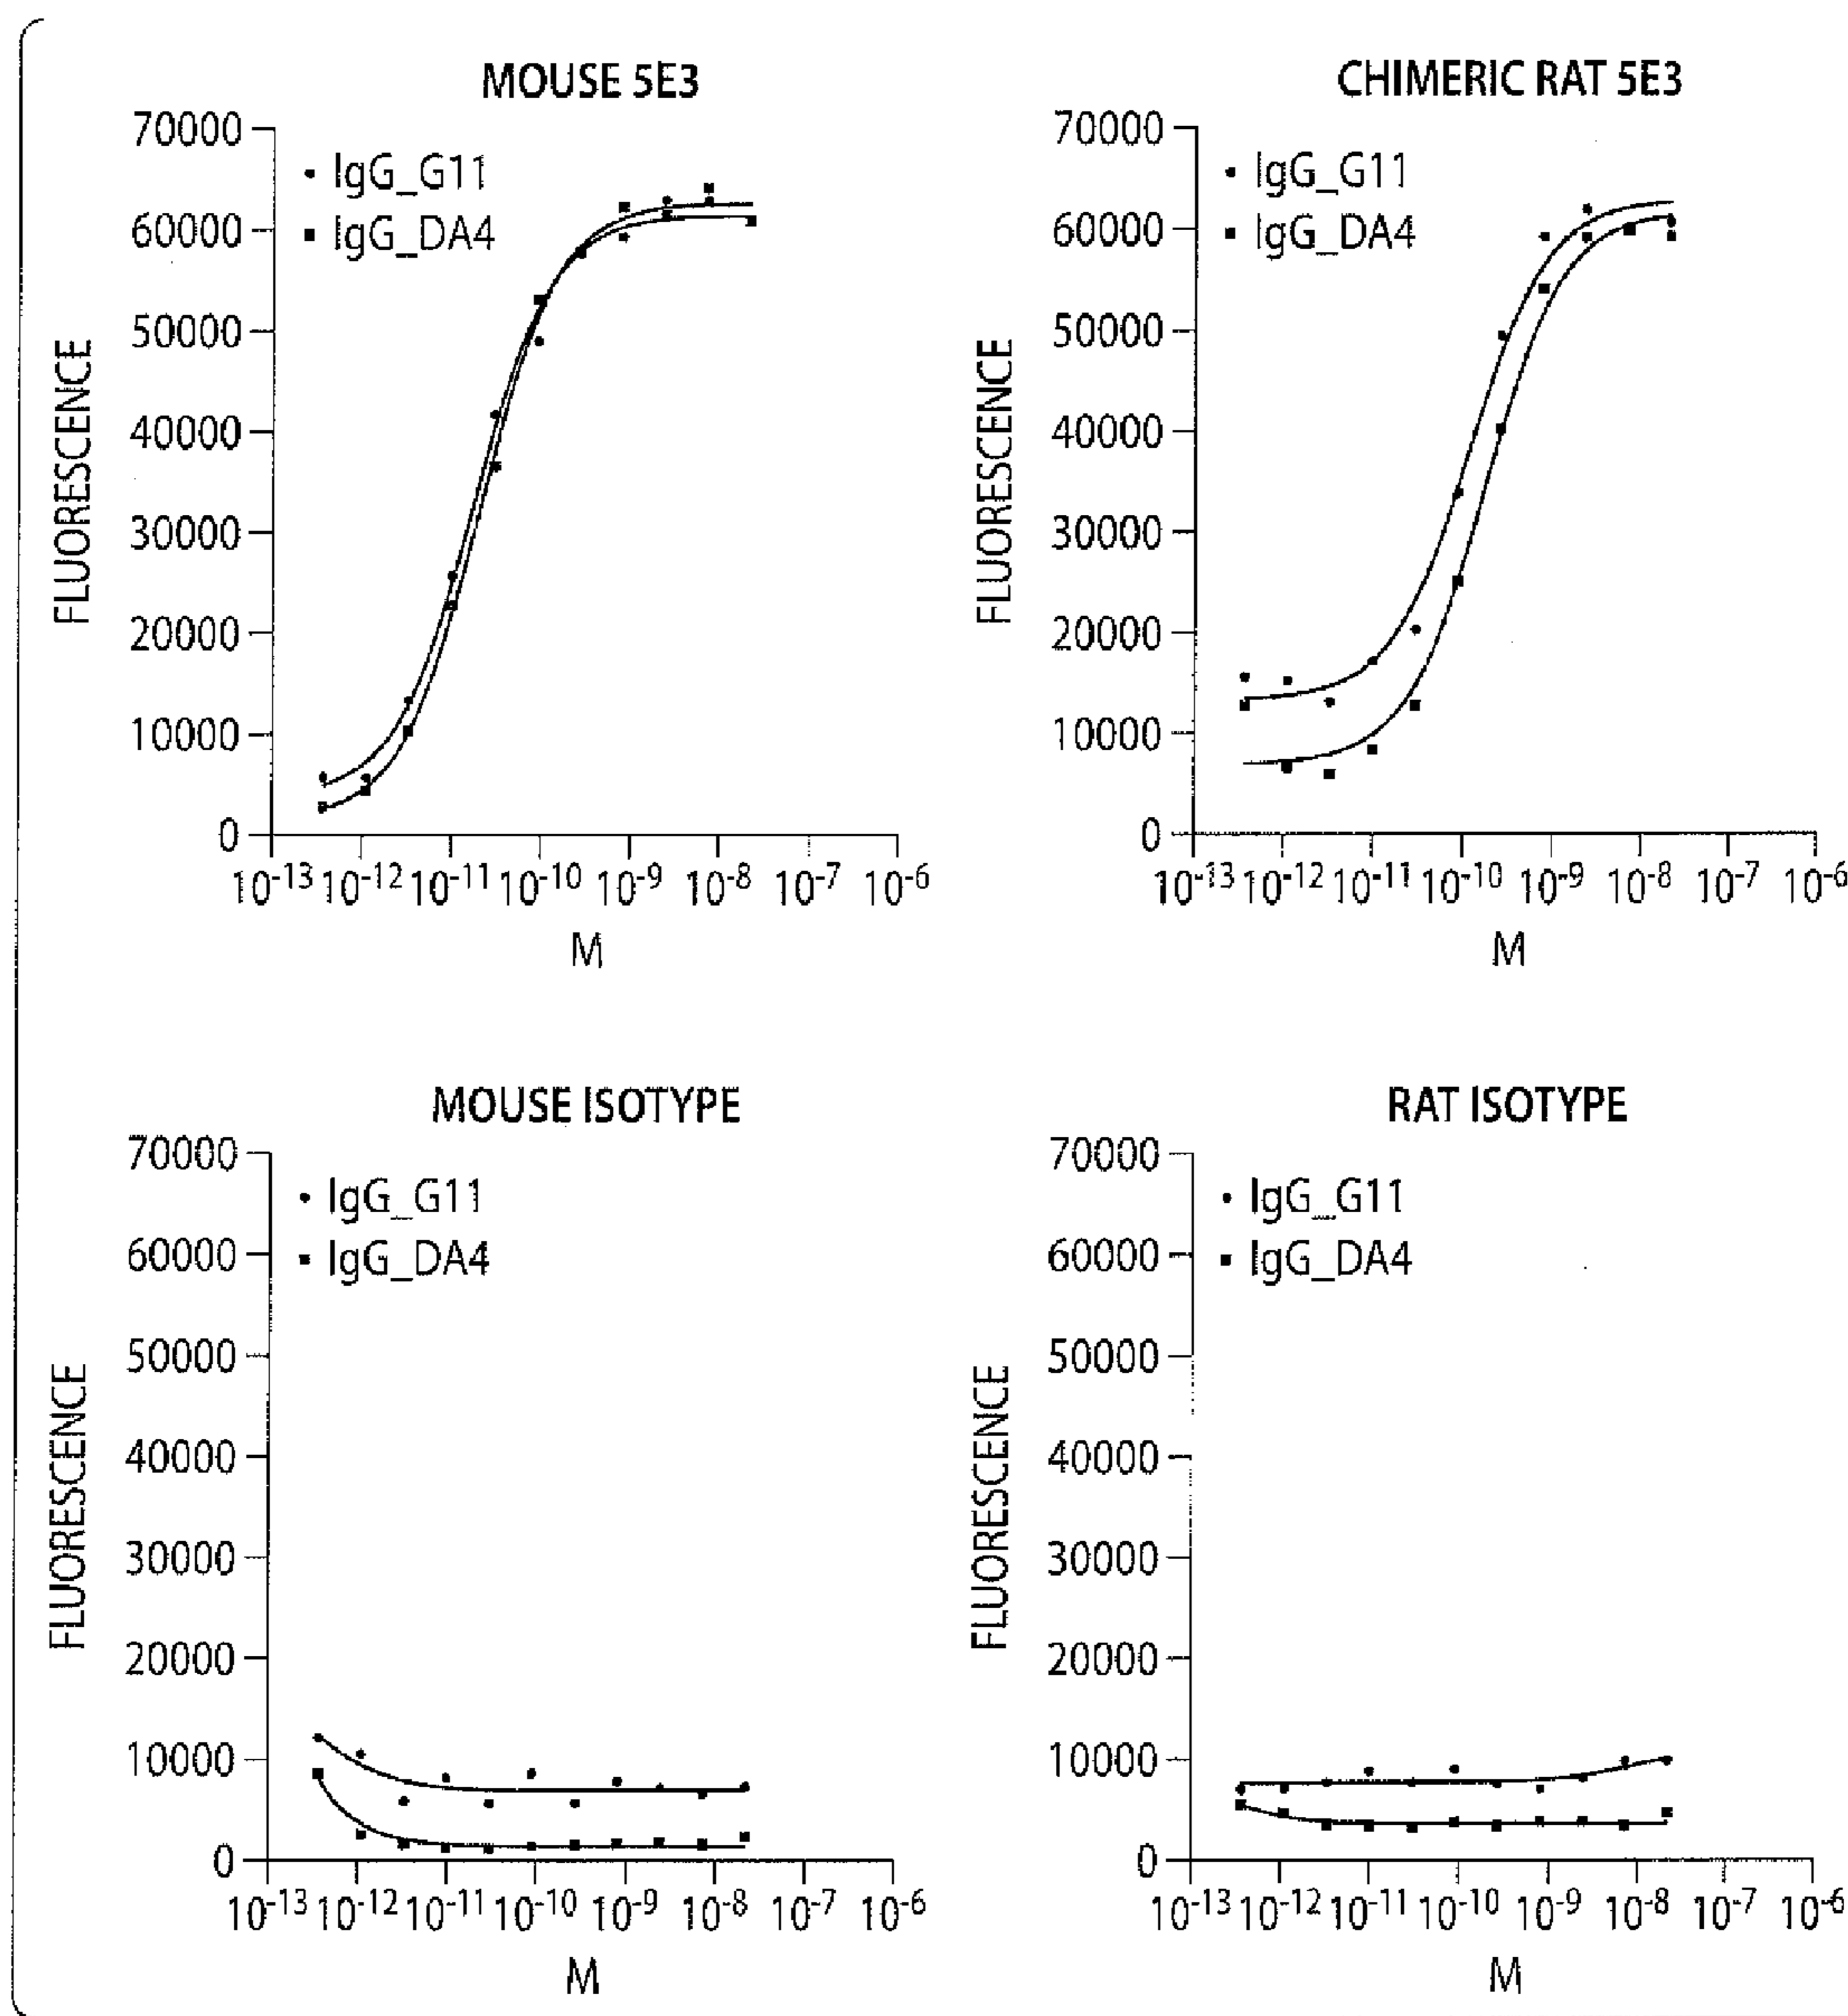 MOUSE 5E3
70000
60000
50000
40000
30000
20000
10000
0
FLUORESCENCE
• IgG_G11
■ IgG_DA4
10-13 10-12 10-11 10-10 10-9 10-8 10-7 10-6
M
CHIMERIC RAT 5E3
70000
60000
50000
40000
30000
20000
10000
0
FLUORESCENCE
• IgG_G11
■ IgG_DA4
10-13 10-12 10-11 10-10 10-9 10-8 10-7 10-6
M
MOUSE ISOTYPE
70000
60000
50000
40000
30000
20000
10000
0
FLUORESCENCE
• IgG_G11
■ IgG_DA4
10-13 10-12 10-11 10-10 10-9 10-8 10-7 10-6
M
RAT ISOTYPE
70000
60000
50000
40000
30000
20000
10000
0
FLUORESCENCE
• IgG_G11
■ IgG_DA4
10-13 10-12 10-11 10-10 10-9 10-8 10-7 10-6
M